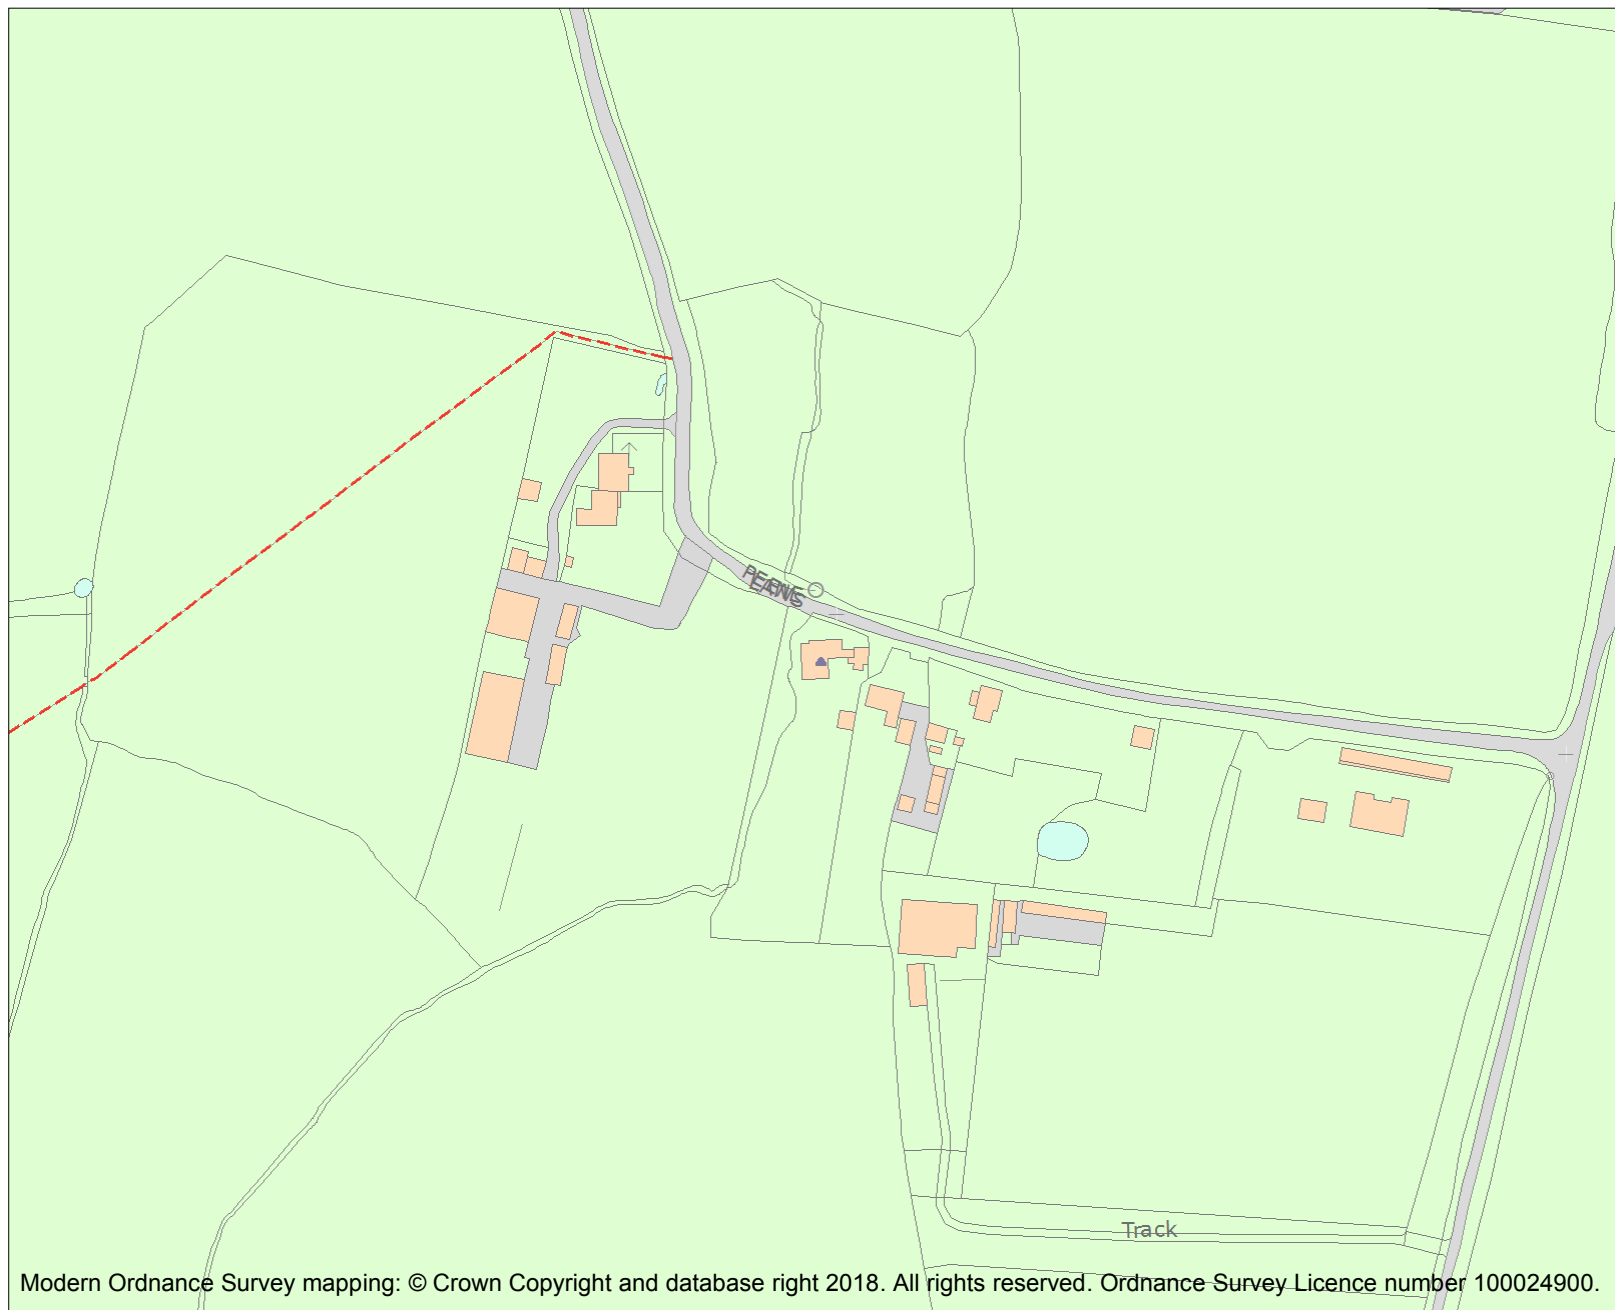 Track
Modern Ordnance Survey mapping: © Crown Copyright and database right 2018. All rights reserved. Ordnance Survey Licence number 100024900.